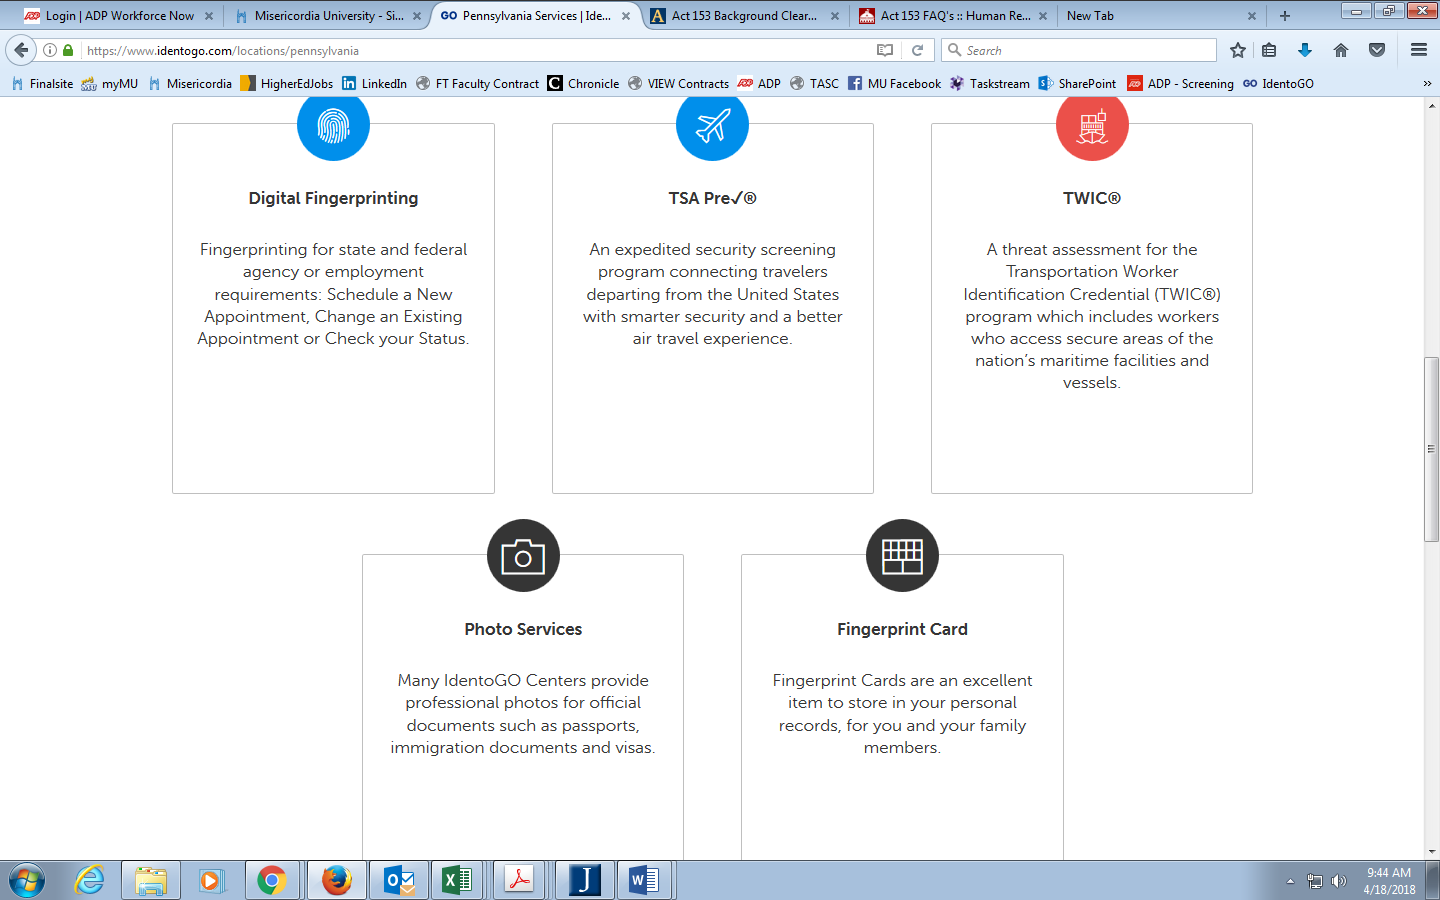 Login | ADP Workforce Now
Misericordia University - Si...
GO Pennsylvania Services | Ide...
Act 153 Background Clear...
Act 153 FAQ's :: Human Re...
New Tab
https://www.identogo.com/locations/pennsylvania
Search
Finalsite myMU Misericordia HigherEdJobs LinkedIn FT Faculty Contract Chronicle VIEW Contracts ADP TASC MU Facebook Taskstream SharePoint ADP - Screening GO IdentoGO
Digital Fingerprinting
Fingerprinting for state and federal
agency or employment
requirements: Schedule a New
Appointment, Change an Existing
Appointment or Check your Status.
TSA Pre✓®
An expedited security screening
program connecting travelers
departing from the United States
with smarter security and a better
air travel experience.
TWIC®
A threat assessment for the
Transportation Worker
Identification Credential (TWIC®)
program which includes workers
who access secure areas of the
nation's maritime facilities and
vessels.
Photo Services
Many IdentoGO Centers provide
professional photos for official
documents such as passports,
immigration documents and visas.
Fingerprint Card
Fingerprint Cards are an excellent
item to store in your personal
records, for you and your family
members.
9:44 AM
4/18/2018